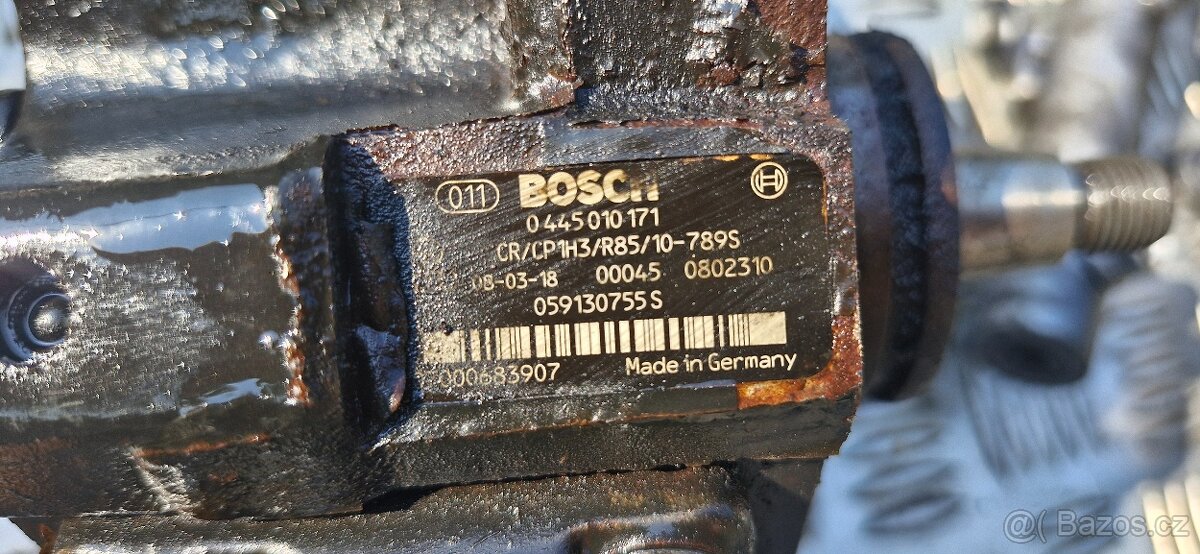 011 BOSCH
0 445 010 171
CR/CP1H3/R85/10-789S
08-03-18 00045 0802310
059130755S
000683907 Made in Germany
@( Bazos.cz